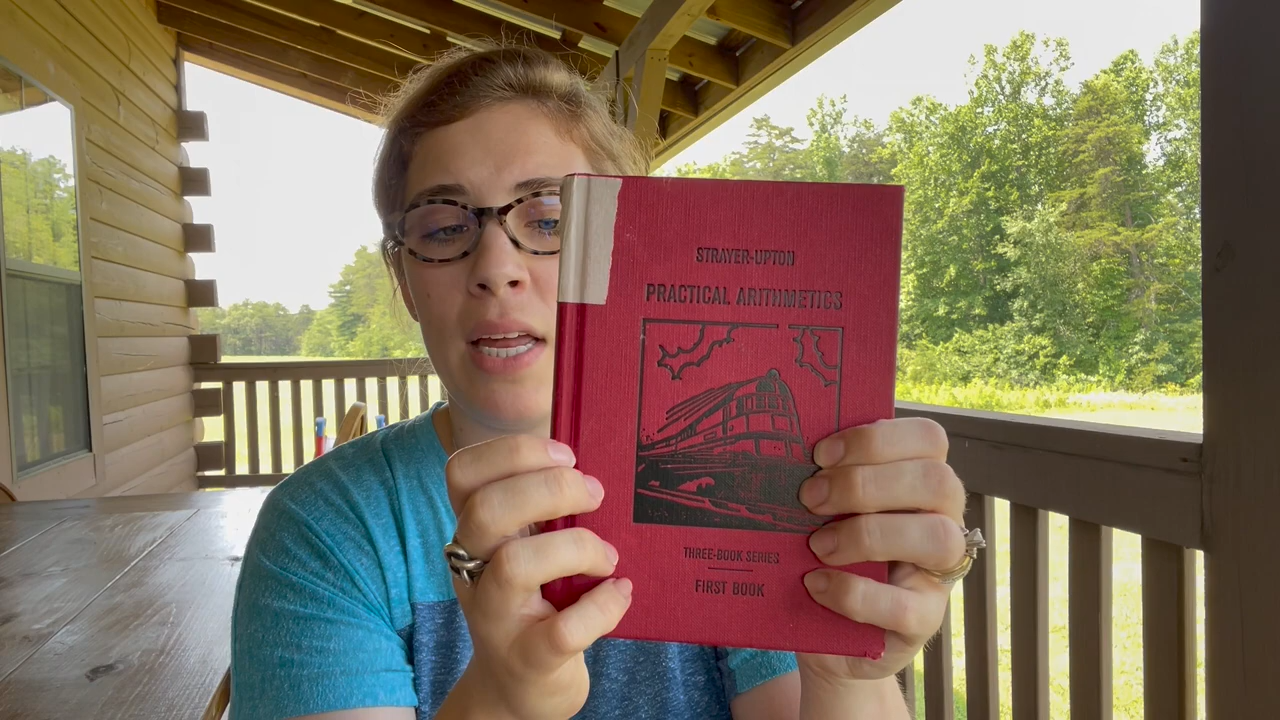 STRAYER-UPTON
PRACTICAL ARITHMETICS
THREE-BOOK SERIES
FIRST BOOK